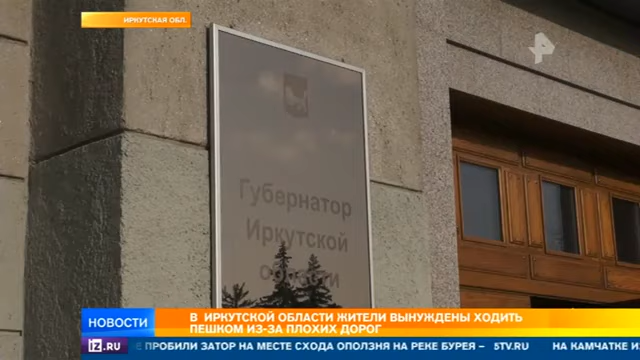 ИРКУТСКАЯ ОБЛ.
Губернатор
Иркутской
области
НОВОСТИ
В ИРКУТСКОЙ ОБЛАСТИ ЖИТЕЛИ ВЫНУЖДЕНЫ ХОДИТЬ
ПЕШКОМ ИЗ-ЗА ПЛОХИХ ДОРОГ
IZ.RU
Е ПРОБИЛИ ЗАТОР НА МЕСТЕ СХОДА ОПОЛЗНЯ НА РЕКЕ БУРЕЯ - 5TV.RU НА КАМЧАТКЕ И